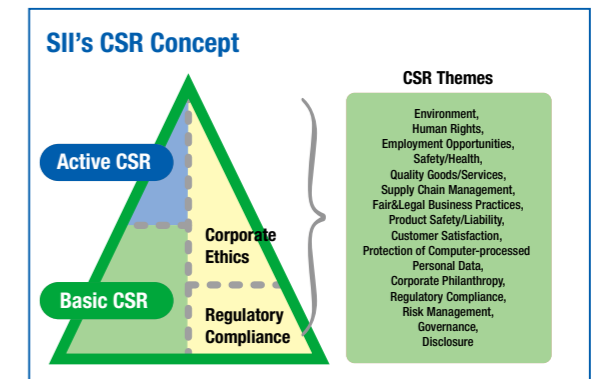 SII's CSR Concept
Active CSR
Basic CSR
Corporate
Ethics
Regulatory
Compliance
CSR Themes
Environment,
Human Rights,
Employment Opportunities,
Safety/Health,
Quality Goods/Services,
Supply Chain Management,
Fair&Legal Business Practices,
Product Safety/Liability,
Customer Satisfaction,
Protection of Computer-processed
Personal Data,
Corporate Philanthropy,
Regulatory Compliance,
Risk Management,
Governance,
Disclosure